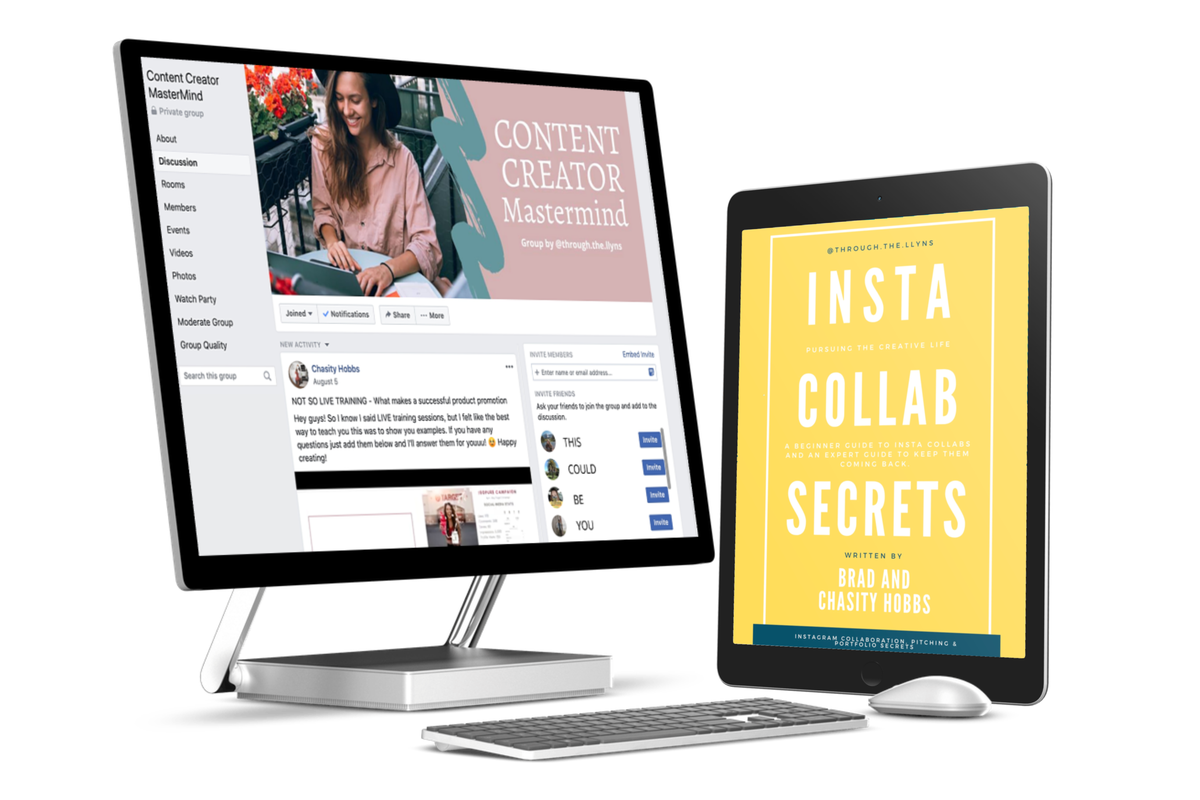 Content Creator
MasterMind
Private group
About
Discussion
Rooms
Members
Events
Videos
Photos
Watch Party
Moderate Group
Group Quality
Search this group
CONTENT
CREATOR
Mastermind
Group by @through.the.llyns
Joined
Notifications
Share
More
NEW ACTIVITY
Chasity Hobbs
August 5
NOT SO LIVE TRAINING - What makes a successful product promotion
Hey guys! So I know I said LIVE training sessions, but I felt like the best
way to teach you this was to show you examples. If you have any
questions just add them below and I'll answer them for youuu! 😊 Happy
creating!
TARGET
INVITE MEMBERS
Embed Invite
+ Enter name or email address...
INVITE FRIENDS
Ask your friends to join the group and add to the
discussion.
THIS
Invite
COULD
Invite
BE
Invite
YOU
Invite
@THROUGH.THE.LLYNS
INSTA
PURSUING THE CREATIVE LIFE
COLLAB
A BEGINNER GUIDE TO INSTA COLLABS
AND AN EXPERT GUIDE TO KEEP THEM
COMING BACK.
SECRETS
WRITTEN BY
BRAD AND
CHASITY HOBBS
INSTAGRAM COLLABORATION, PITCHING &
PORTFOLIO SECRETS